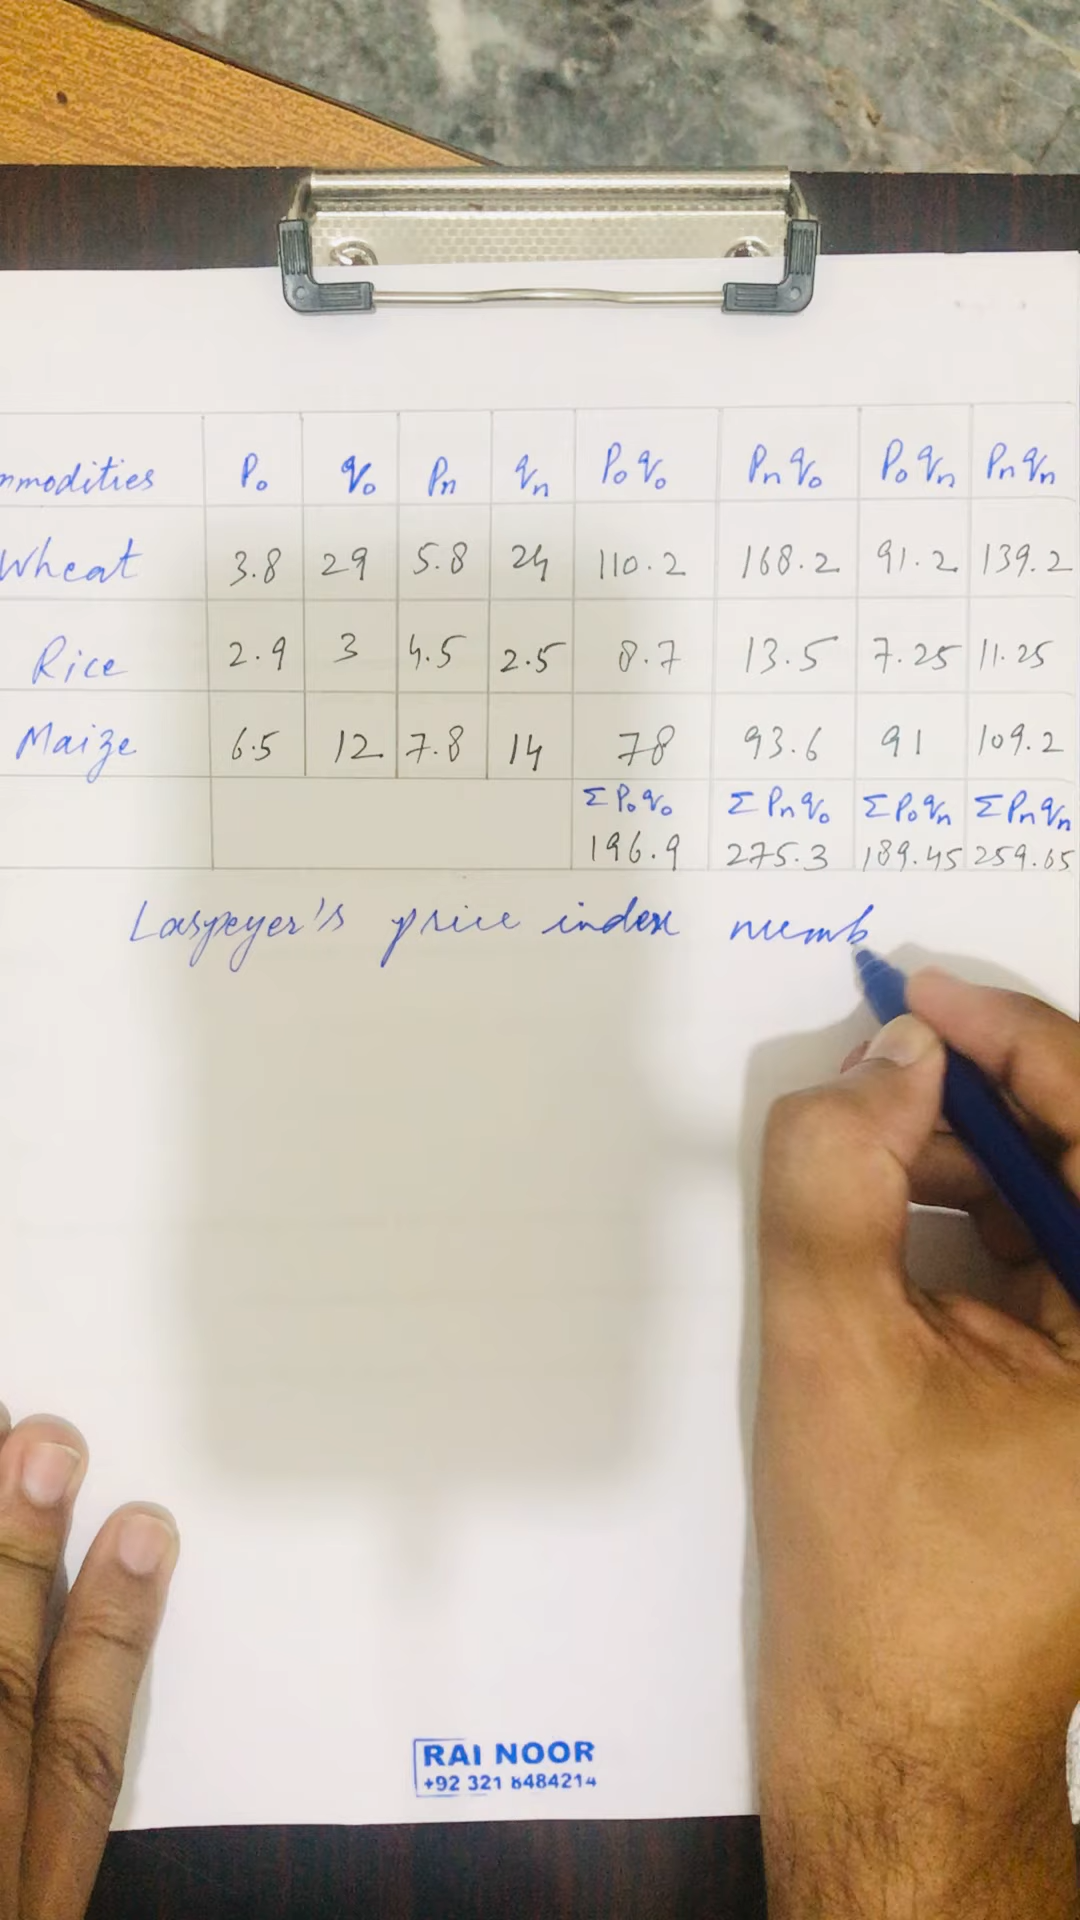 mmodities P₀ q₀ Pn qn P₀q₀ Pnq₀ P₀qn Pnqn
Wheat 3.8 29 5.8 24 110.2 168.2 91.2 139.2
Rice 2.9 3 4.5 2.5 8.7 13.5 7.25 11.25
Maize 6.5 12 7.8 14 78 93.6 91 109.2
ΣP₀q₀ ΣPnq₀ ΣP₀qn ΣPnqn
196.9 275.3 189.45 259.65
Laspeyer's price index numb
RAI NOOR
+92 321 8484214